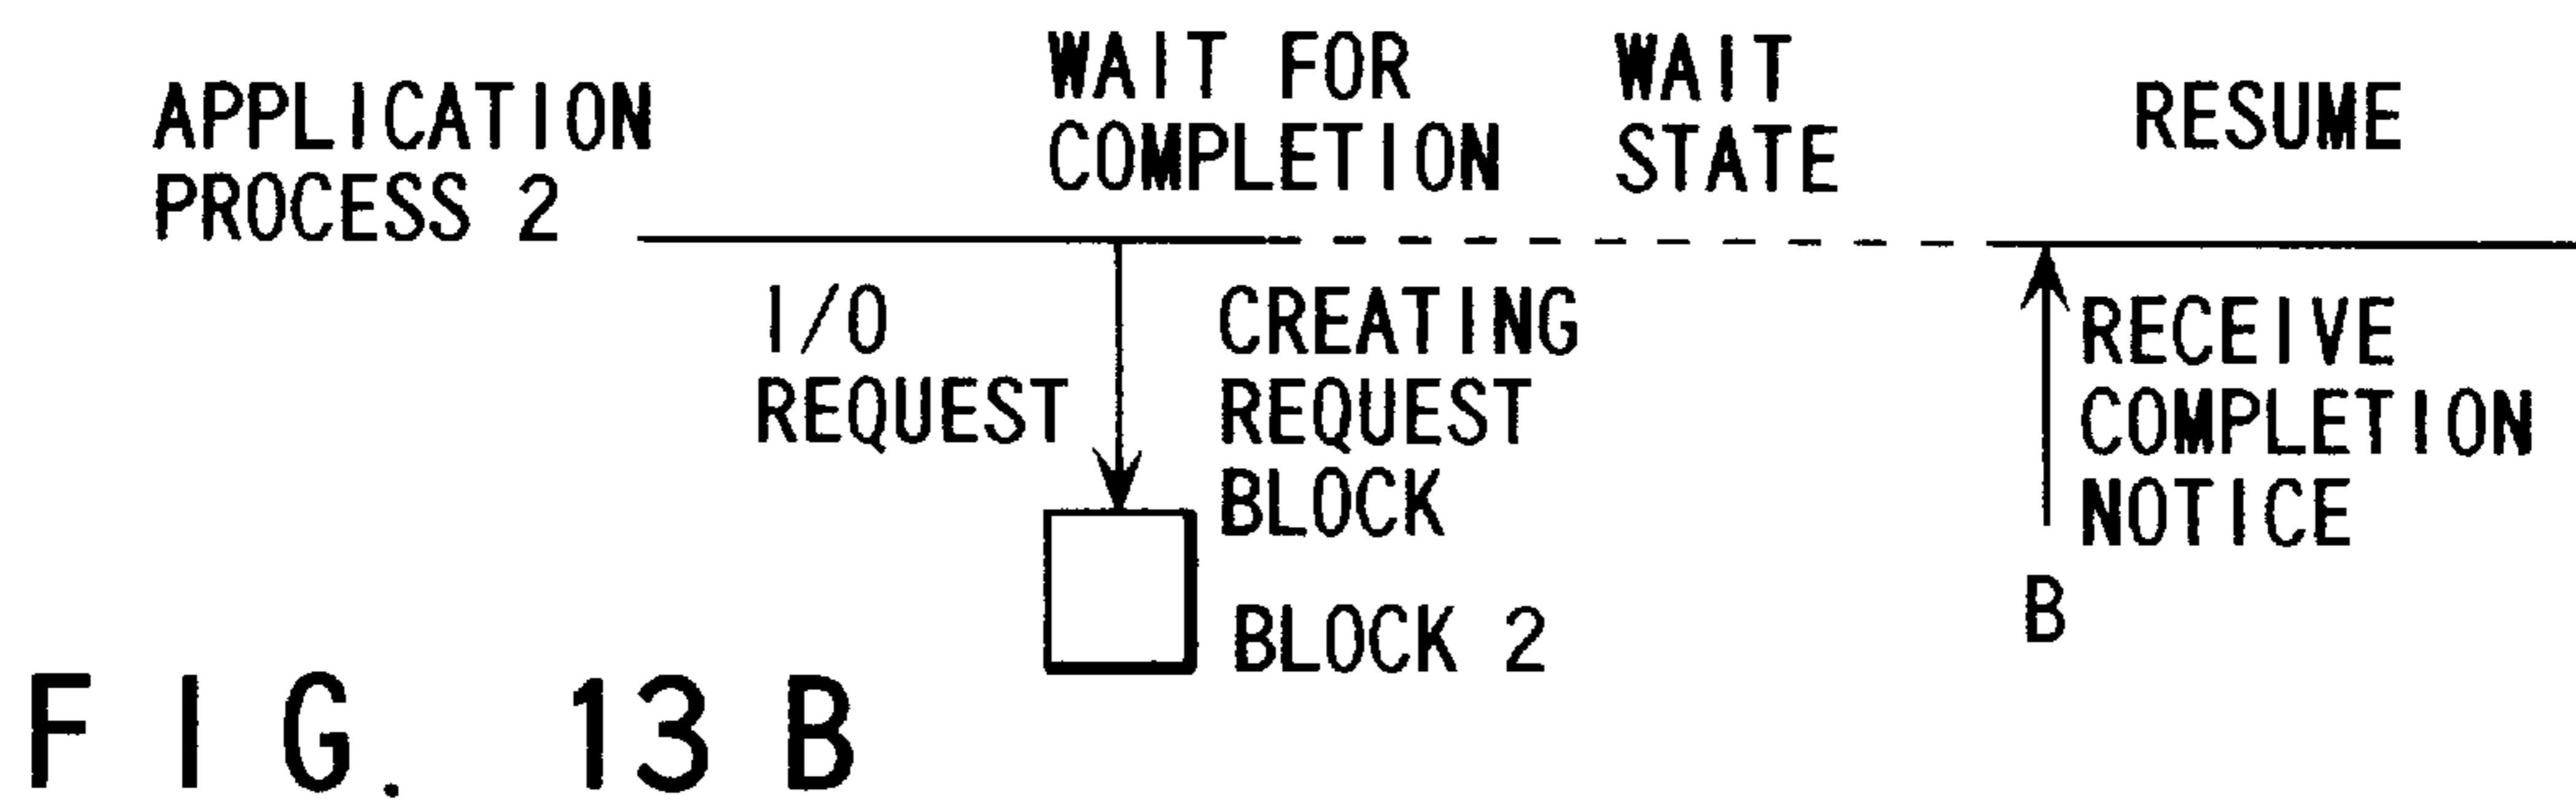 APPLICATION
PROCESS 2
WAIT FOR
COMPLETION
WAIT
STATE
RESUME
I/O
REQUEST
CREATING
REQUEST
BLOCK
BLOCK 2
RECEIVE
COMPLETION
NOTICE
B
FIG. 13B